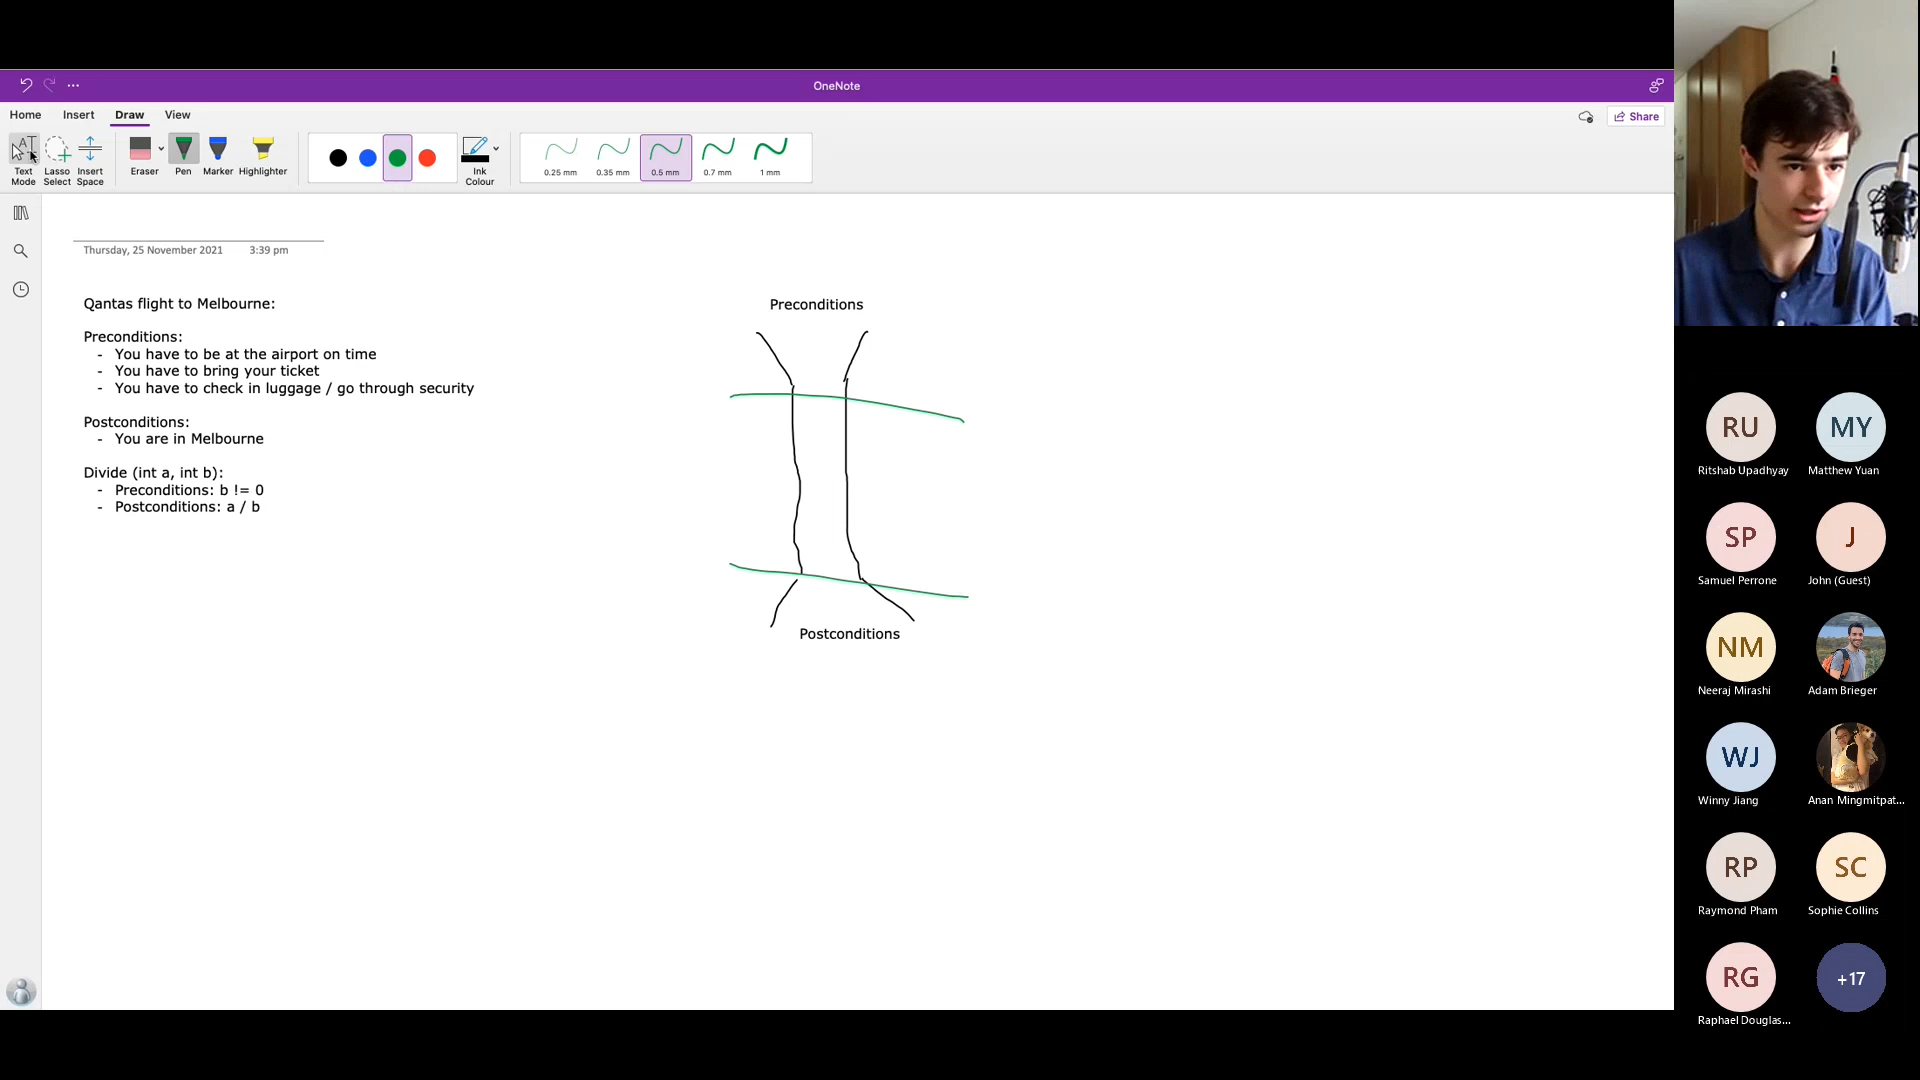 OneNote
Home Insert Draw View
Share
Text Mode
Lasso Select
Insert Space
Eraser
Pen
Marker
Highlighter
Ink Colour
0.25 mm
0.35 mm
0.5 mm
0.7 mm
1 mm
Thursday, 25 November 2021 3:39 pm
Qantas flight to Melbourne:
Preconditions:
- You have to be at the airport on time
- You have to bring your ticket
- You have to check in luggage / go through security
Postconditions:
- You are in Melbourne
Divide (int a, int b):
- Preconditions: b != 0
- Postconditions: a / b
Preconditions
Postconditions
RU
Ritshab Upadhyay
MY
Matthew Yuan
SP
Samuel Perrone
J
John (Guest)
NM
Neeraj Mirashi
Adam Brieger
WJ
Winny Jiang
Anan Mingmitpat...
RP
Raymond Pham
SC
Sophie Collins
RG
Raphael Douglas...
+17